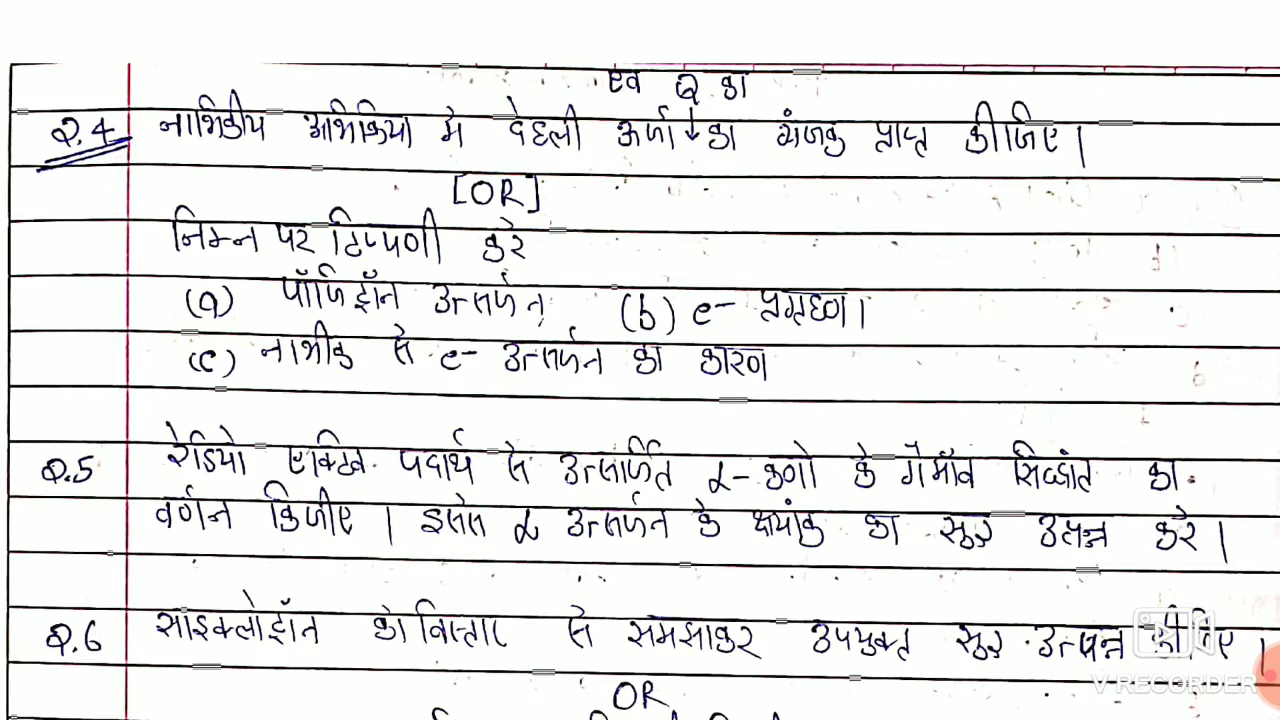 एवं Q का
Q.4 नाभिकीय अभिक्रिया मे देहली ऊर्जा ↓ का व्यंजक प्राप्त कीजिए।
[OR]
निम्न पर टिप्पणी करे
(a) पॉजिट्रॉन उत्सर्जन, (b) e- प्रग्रहण।
(c) नाभीक से e- उत्सर्जन का कारण
Q.5 रेडियो एक्टिव पदार्थ से उत्सर्जित α- कणो के गैमॉव सिद्धांत का
वर्णन किजीए। इससे α उत्सर्जन के क्षयांक का सूत्र उत्पन्न करे।
Q.6 साइक्लोट्रॉन को विस्तार से समझाकर उपयुक्त सूत्र उत्पन्न कीजिए।
V RECORDER
OR